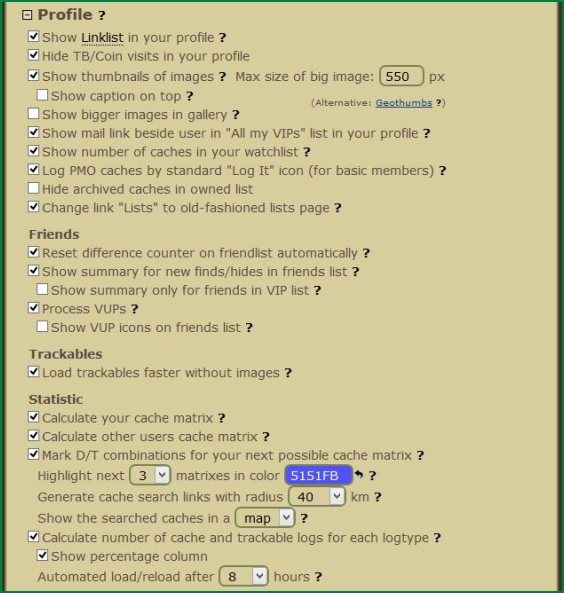 Profile ?
Show Linklist in your profile ?
Hide TB/Coin visits in your profile
Show thumbnails of images ? Max size of big image: 550 px
Show caption on top ? (Alternative: Geothumbs ?)
Show bigger images in gallery ?
Show mail link beside user in "All my VIPs" list in your profile ?
Show number of caches in your watchlist ?
Log PMO caches by standard "Log It" icon (for basic members) ?
Hide archived caches in owned list
Change link "Lists" to old-fashioned lists page ?
Friends
Reset difference counter on friendlist automatically ?
Show summary for new finds/hides in friends list ?
Show summary only for friends in VIP list ?
Process VUPs ?
Show VUP icons on friends list ?
Trackables
Load trackables faster without images ?
Statistic
Calculate your cache matrix ?
Calculate other users cache matrix ?
Mark D/T combinations for your next possible cache matrix ?
Highlight next 3 matrixes in color 5151FB ?
Generate cache search links with radius 40 km ?
Show the searched caches in a map ?
Calculate number of cache and trackable logs for each logtype ?
Show percentage column
Automated load/reload after 8 hours ?